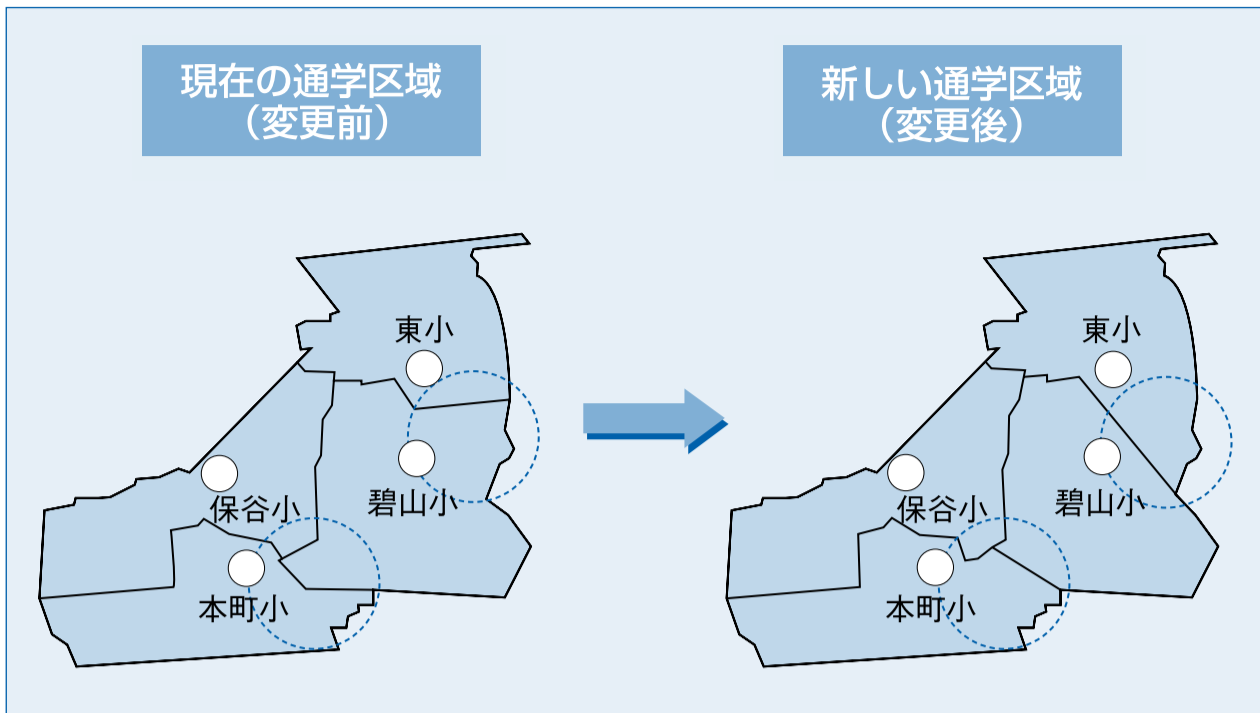 現在の通学区域
（変更前）
東小
保谷小
碧山小
本町小
新しい通学区域
（変更後）
東小
保谷小
碧山小
本町小